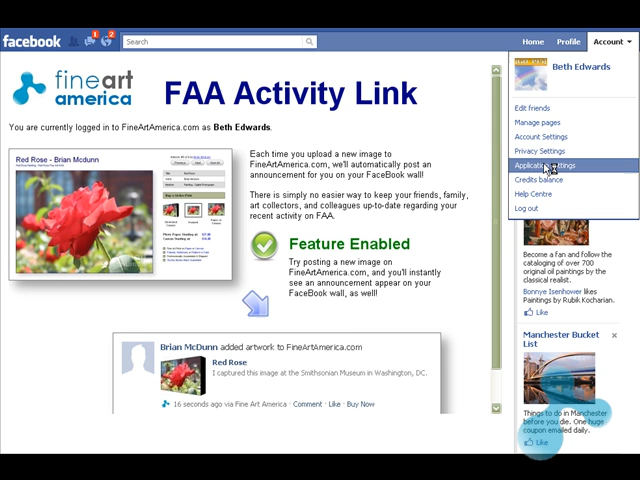 facebook
1
2
Search
Home
Profile
Account
Beth Edwards
Edit friends
Manage pages
Account Settings
Privacy Settings
Application Settings
Credits balance
Help Centre
Log out
fineart
america
FAA Activity Link
You are currently logged in to FineArtAmerica.com as Beth Edwards.
Red Rose - Brian Mcdunn
Each time you upload a new image to
FineArtAmerica.com, we'll automatically post an
announcement for you on your FaceBook wall!
There is simply no easier way to keep your friends, family,
art collectors, and colleagues up-to-date regarding your
recent activity on FAA.
Feature Enabled
Try posting a new image on
FineArtAmerica.com, and you'll instantly
see an announcement appear on your
FaceBook wall, as well!
Brian McDunn added artwork to FineArtAmerica.com
Red Rose
I captured this image at the Smithsonian Museum in Washington, DC.
16 seconds ago via Fine Art America · Comment · Like · Buy Now
Become a fan and follow the
cataloging of over 700
original oil paintings by the
classical realist.
Bonnye Isenhower likes
Paintings by Rubik Kocharian.
Like
Manchester Bucket
List
Things to do in Manchester
before you die. One huge
coupon emailed daily.
Like